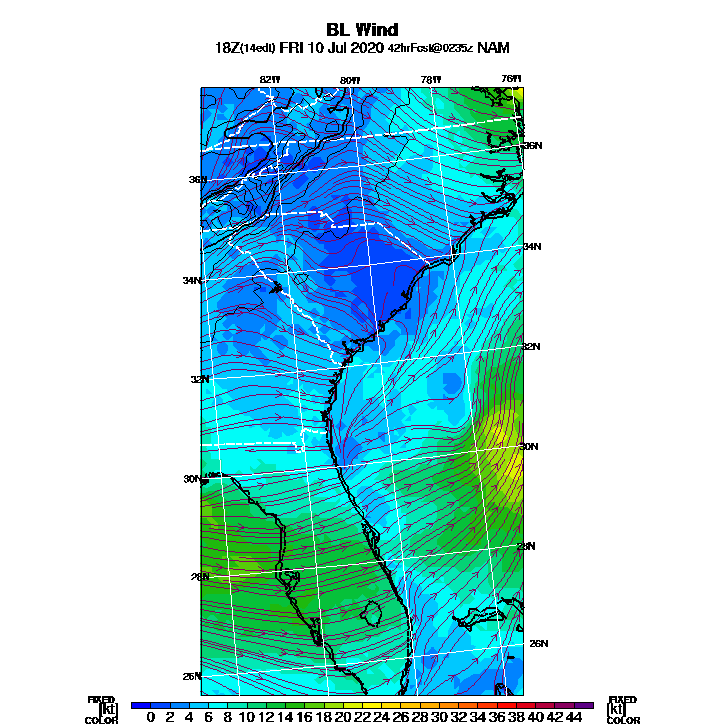 BL Wind
18Z(14edt) FRI 10 Jul 2020 42hrFcst@0235z NAM
82W 80W 78W 76W
36N
36N
34N
34N
32N
32N
30N
30N
28N
28N
26N
26N
FIXED FIXED
[kt] 0 2 4 6 8 10 12 14 16 18 20 22 24 26 28 30 32 34 36 38 40 42 44 [kt]
COLOR COLOR